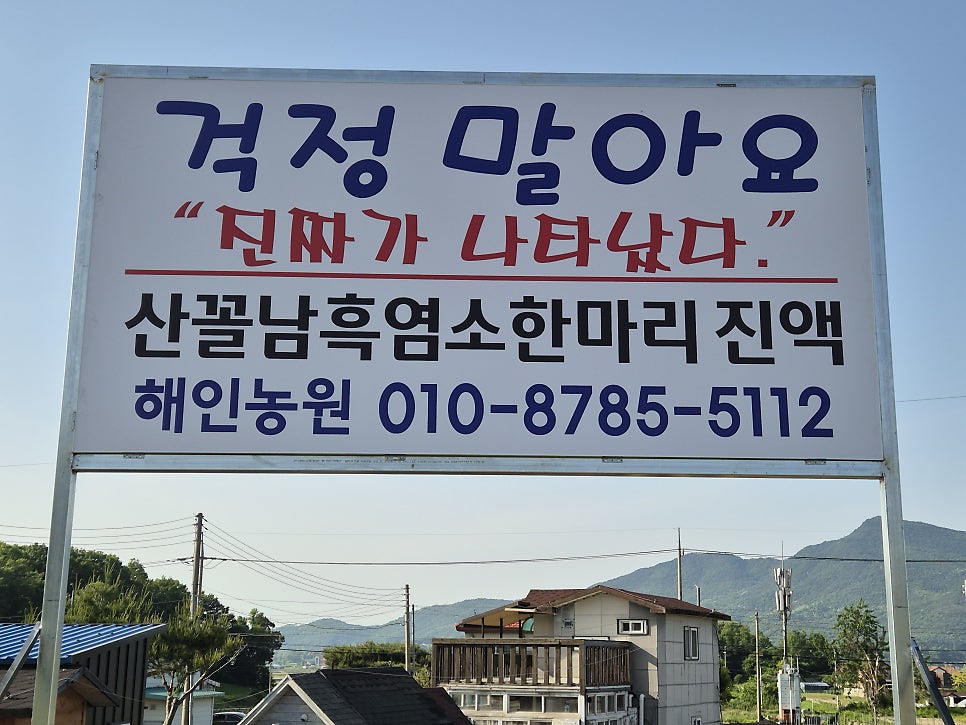 걱정 말아요
“진짜가 나타났다.”
산꼴남흑염소한마리 진액
해인농원 010-8785-5112